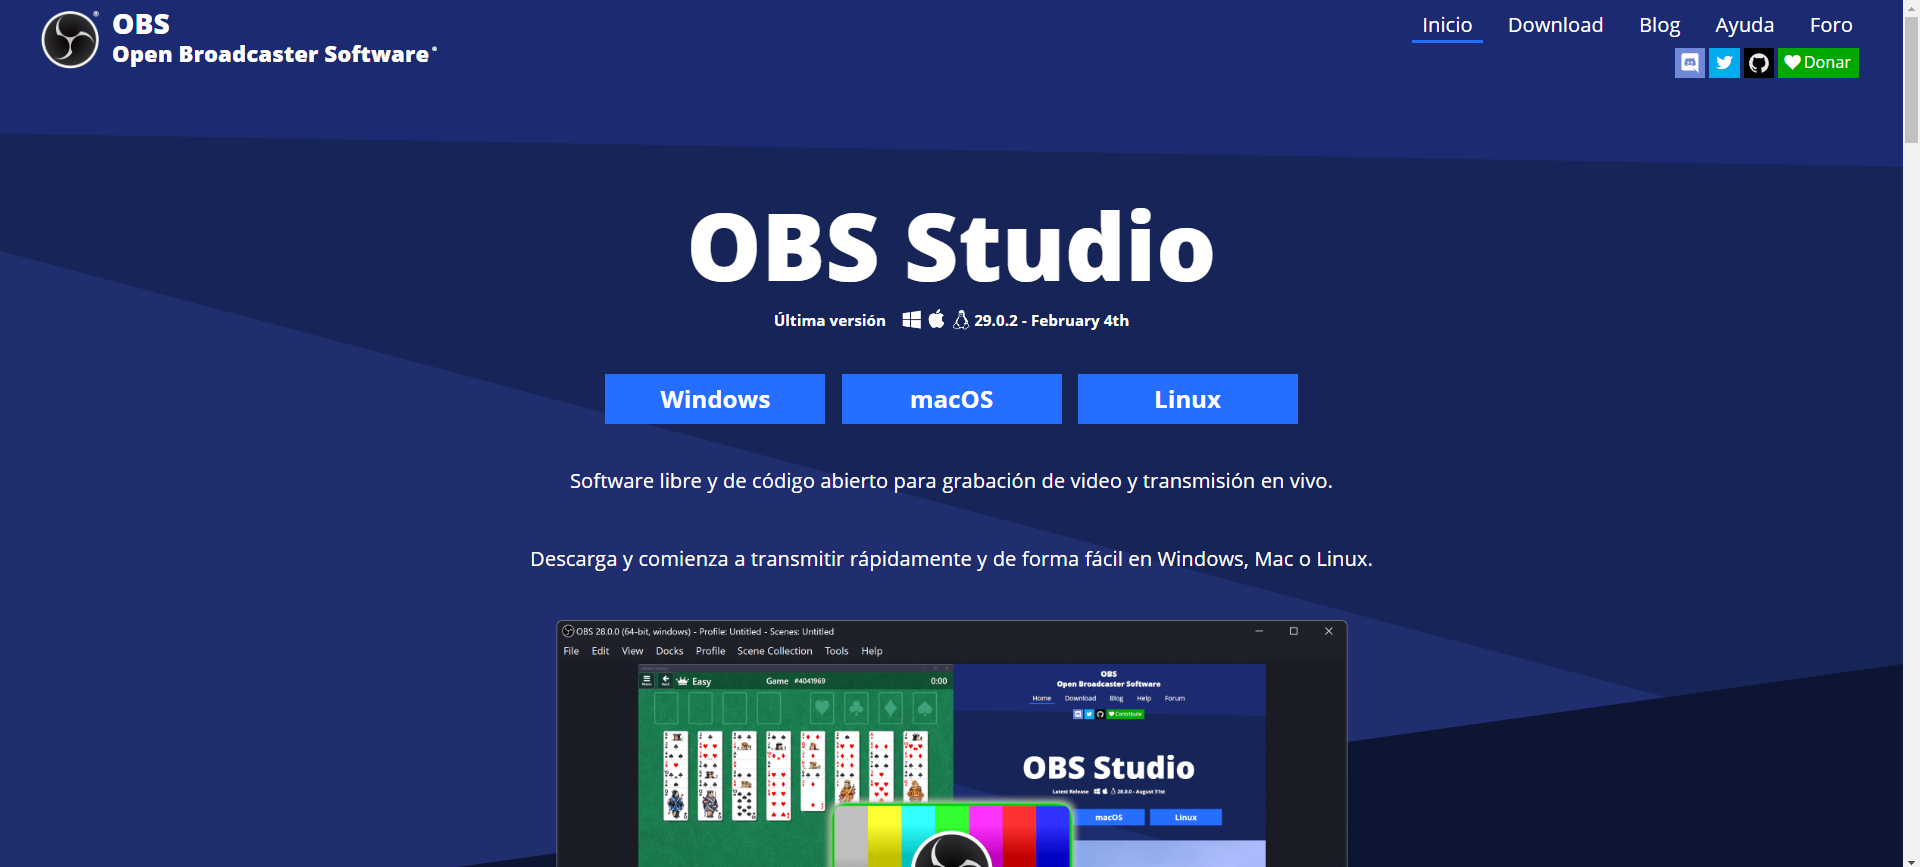 OBS
Open Broadcaster Software®
Inicio Download Blog Ayuda Foro
Donar
OBS Studio
Última versión 29.0.2 - February 4th
Windows macOS Linux
Software libre y de código abierto para grabación de video y transmisión en vivo.
Descarga y comienza a transmitir rápidamente y de forma fácil en Windows, Mac o Linux.
OBS 28.0.0 (64-bit, windows) - Profile: Untitled - Scenes: Untitled
File Edit View Docks Profile Scene Collection Tools Help
Easy Game #4041969 0:00
OBS
Open Broadcaster Software
Home Download Blog Help Forum
Contribute
OBS Studio
Latest Release 28.0.0 - August 31st
macOS Linux